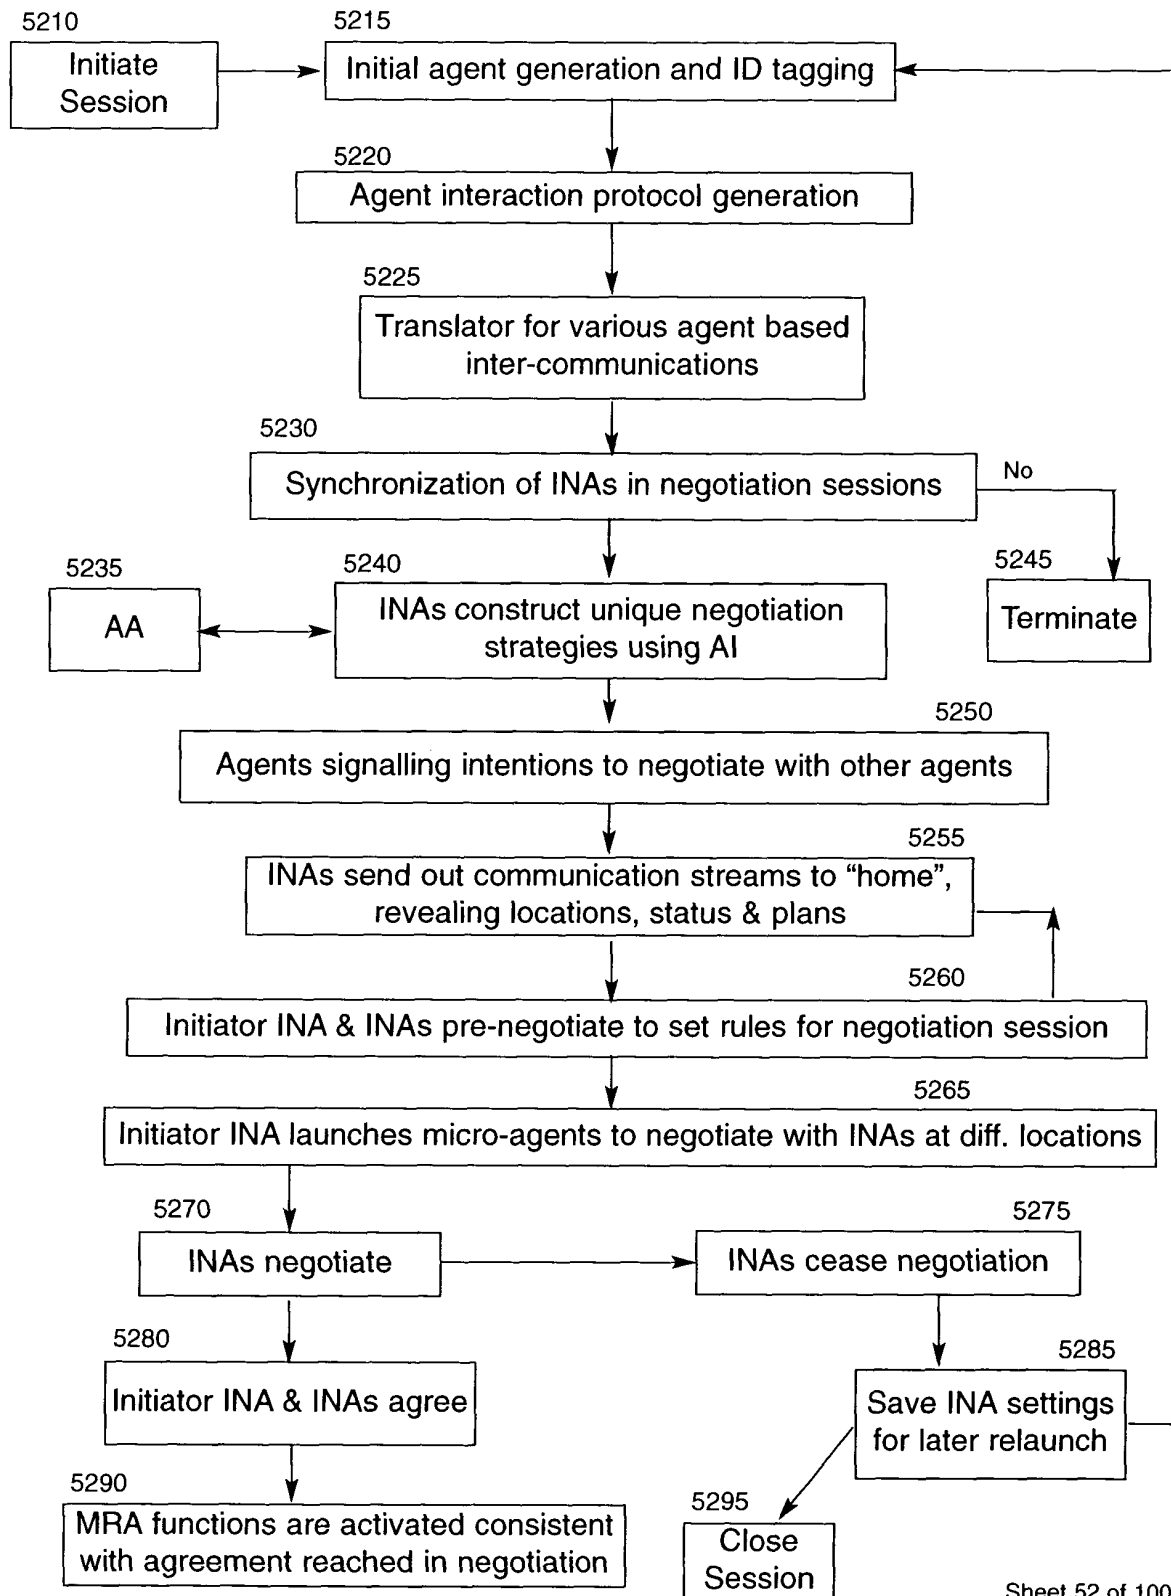 5210
Initiate
Session
5215
Initial agent generation and ID tagging
5220
Agent interaction protocol generation
5225
Translator for various agent based
inter-communications
5230
Synchronization of INAs in negotiation sessions
No
5235
AA
5240
INAs construct unique negotiation
strategies using AI
5245
Terminate
5250
Agents signalling intentions to negotiate with other agents
5255
INAs send out communication streams to “home”,
revealing locations, status & plans
5260
Initiator INA & INAs pre-negotiate to set rules for negotiation session
5265
Initiator INA launches micro-agents to negotiate with INAs at diff. locations
5270
INAs negotiate
5275
INAs cease negotiation
5280
Initiator INA & INAs agree
5285
Save INA settings
for later relaunch
5290
MRA functions are activated consistent
with agreement reached in negotiation
5295
Close
Session
Sheet 52 of 100